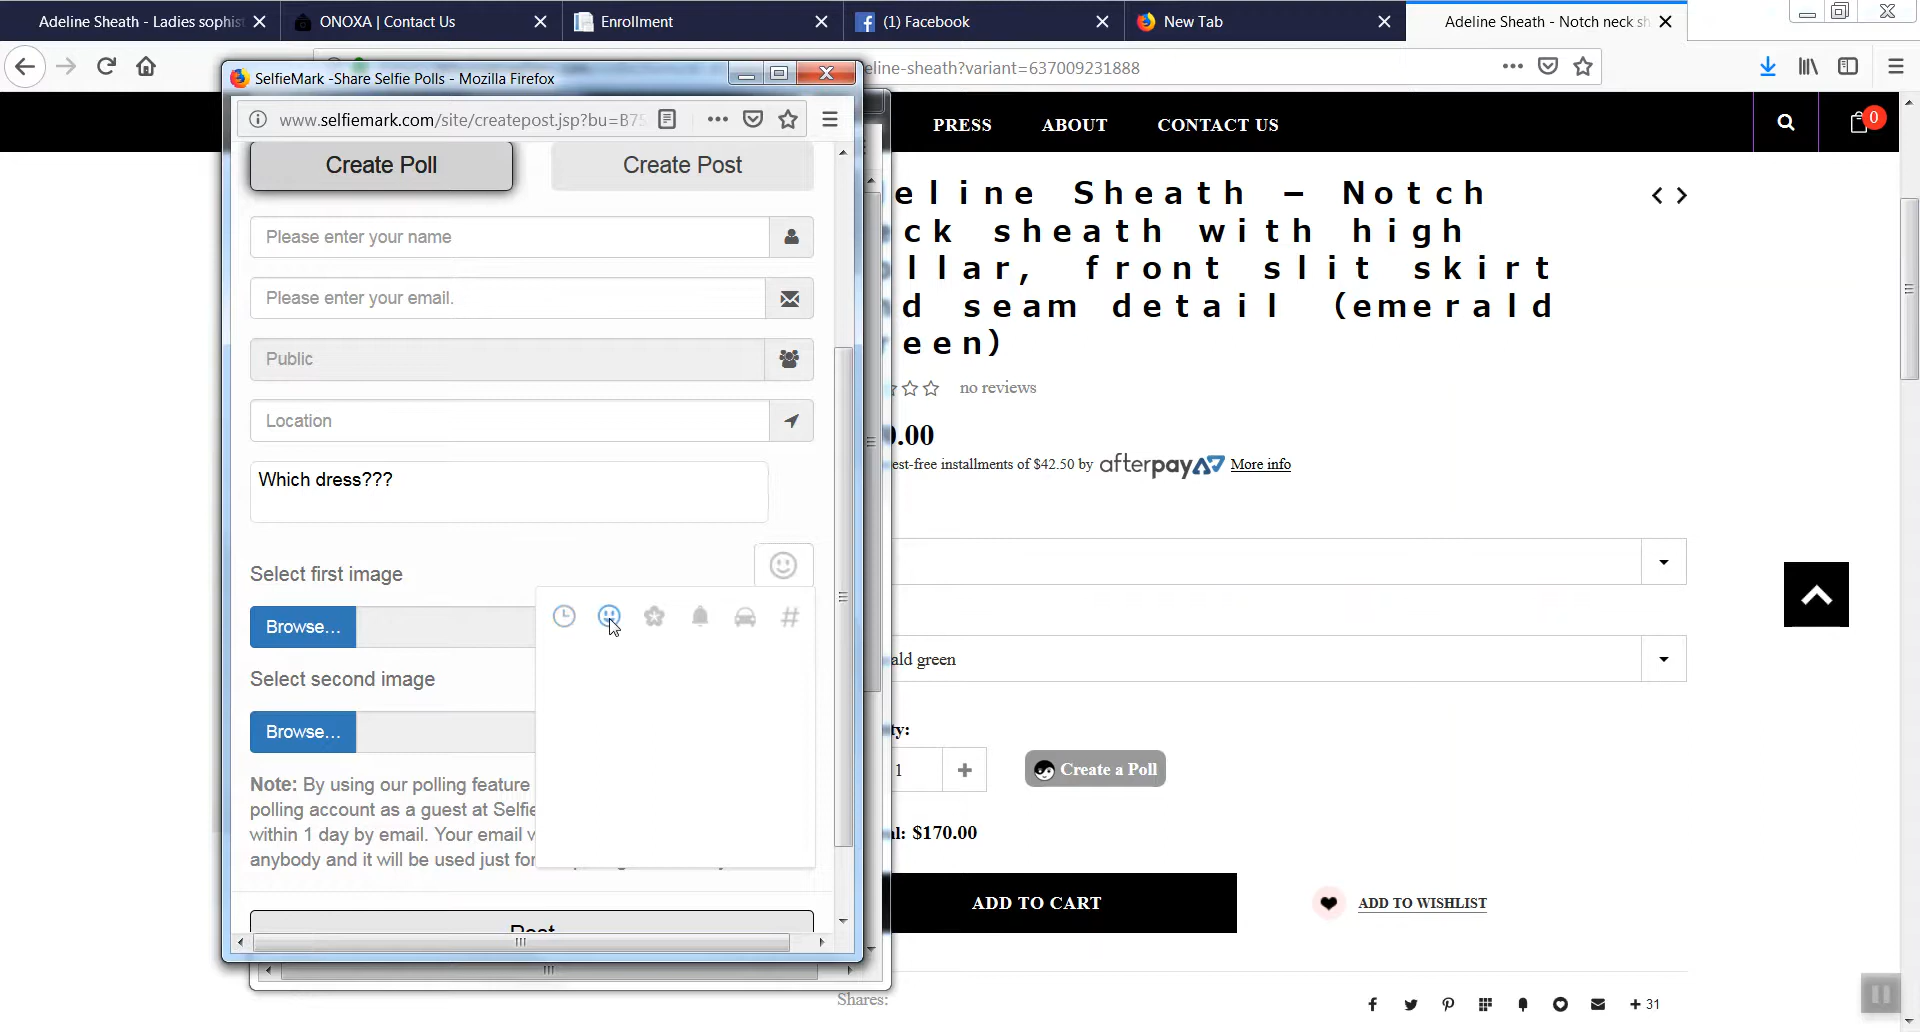 Adeline Sheath - Ladies sophist
ONOXA | Contact Us
Enrollment
(1) Facebook
New Tab
Adeline Sheath - Notch neck sh
SelfieMark -Share Selfie Polls - Mozilla Firefox
eline-sheath?variant=637009231888
www.selfiemark.com/site/createpost.jsp?bu=B75
PRESS
ABOUT
CONTACT US
0
Create Poll
Create Post
Please enter your name
Please enter your email.
Public
Location
Which dress???
Select first image
Browse...
Select second image
Browse...
Note: By using our polling feature
polling account as a guest at Selfie
within 1 day by email. Your email
anybody and it will be used just for
Post
eline Sheath – Notch
ck sheath with high
llar, front slit skirt
d seam detail (emerald
een)
no reviews
0.00
est-free installments of $42.50 by afterpay More info
ald green
ty:
1
Create a Poll
al: $170.00
ADD TO CART
ADD TO WISHLIST
Shares:
31